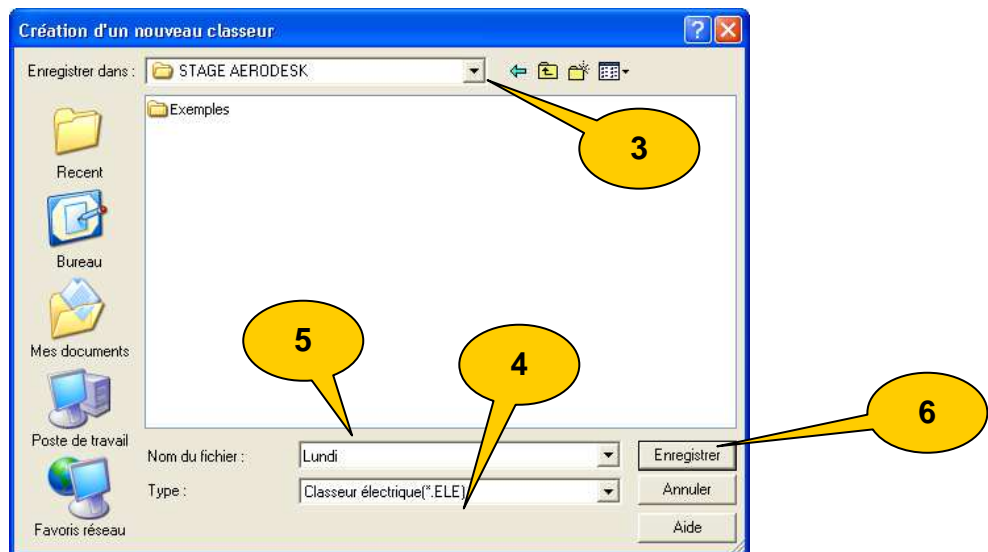 Création d'un nouveau classeur
Enregistrer dans : STAGE AERODESK
Exemples
3
Recent
Bureau
Mes documents
Poste de travail
Favoris réseau
5
4
6
Nom du fichier : Lundi Enregistrer
Type : Classeur électrique(*.ELE) Annuler
Aide